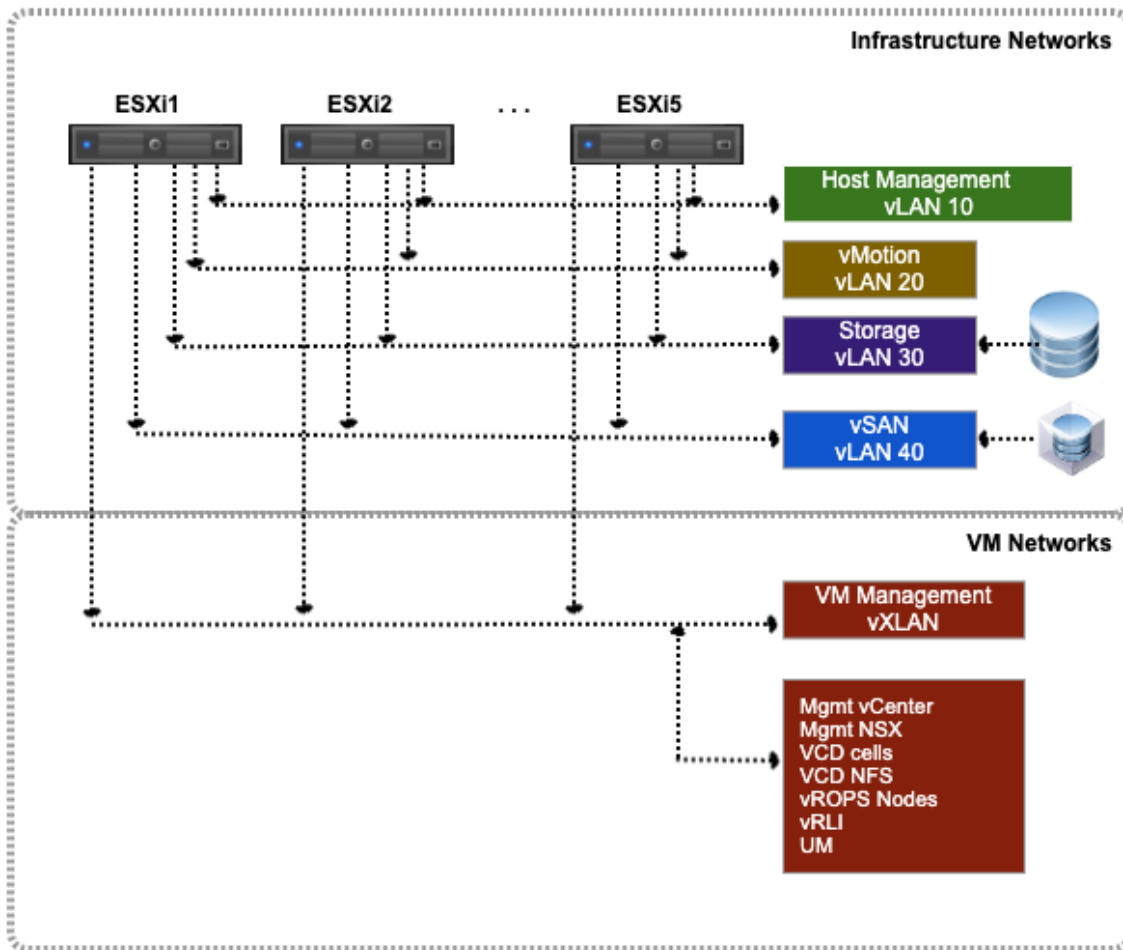 Infrastructure Networks
ESXi1
ESXi2
. . .
ESXi5
Host Management
vLAN 10
vMotion
vLAN 20
Storage
vLAN 30
vSAN
vLAN 40
VM Networks
VM Management
vXLAN
Mgmt vCenter
Mgmt NSX
VCD cells
VCD NFS
vROPS Nodes
vRLI
UM